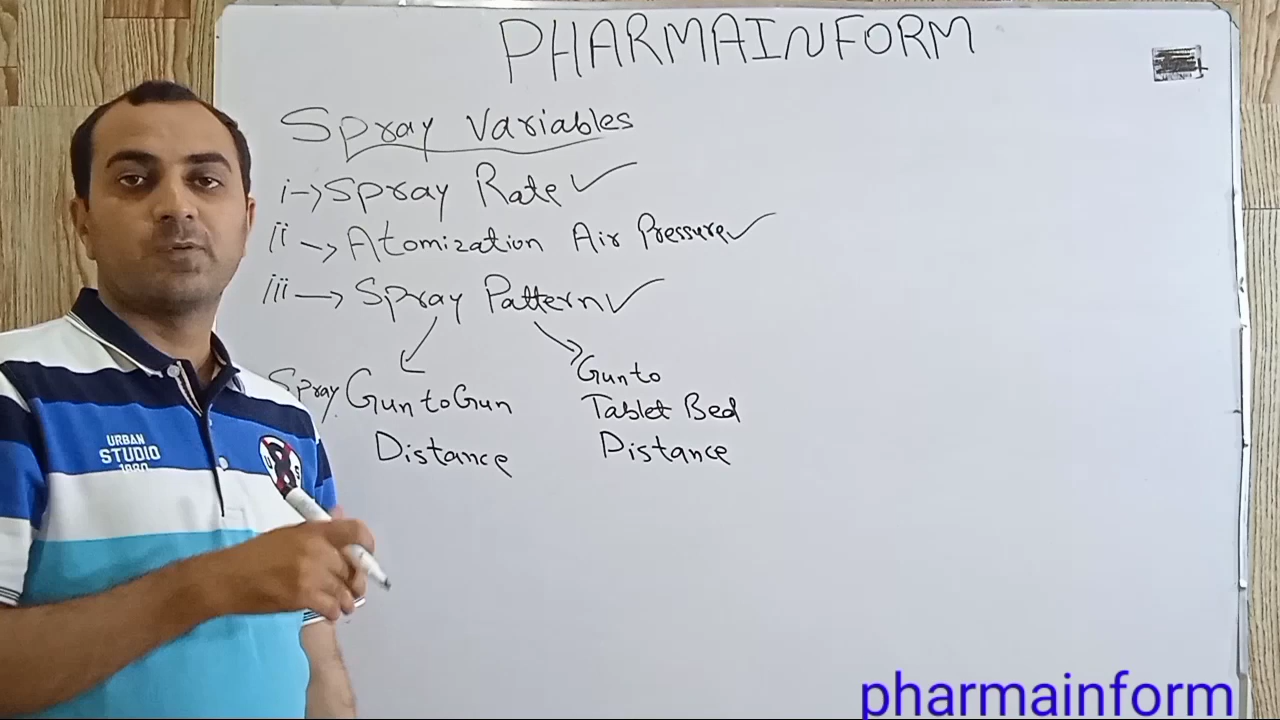 PHARMAINFORM
Spray Variables
i → Spray Rate ✓
ii → Atomization Air Pressure ✓
iii → Spray Pattern ✓
Spray Gun to Gun
Distance
Gun to
Tablet Bed
Distance
URBAN
STUDIO
1980
pharmainform